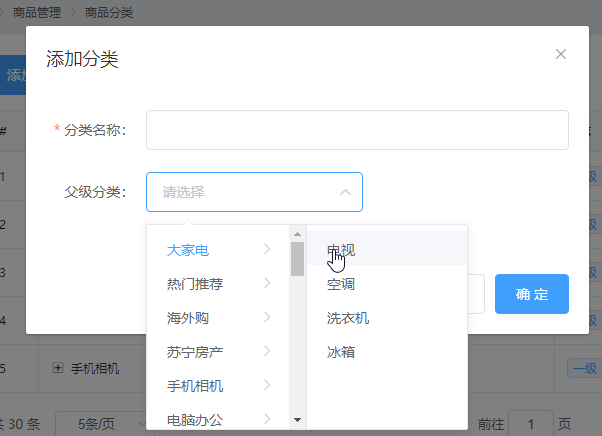 商品管理 > 商品分类
添加分类
添加
#
1
一级
* 分类名称：
父级分类：
请选择
2
3
4
大家电
热门推荐
海外购
苏宁房产
手机相机
电脑办公
电视
空调
洗衣机
冰箱
确 定
5
手机相机
一级
共 30 条
5条/页
前往
1
页